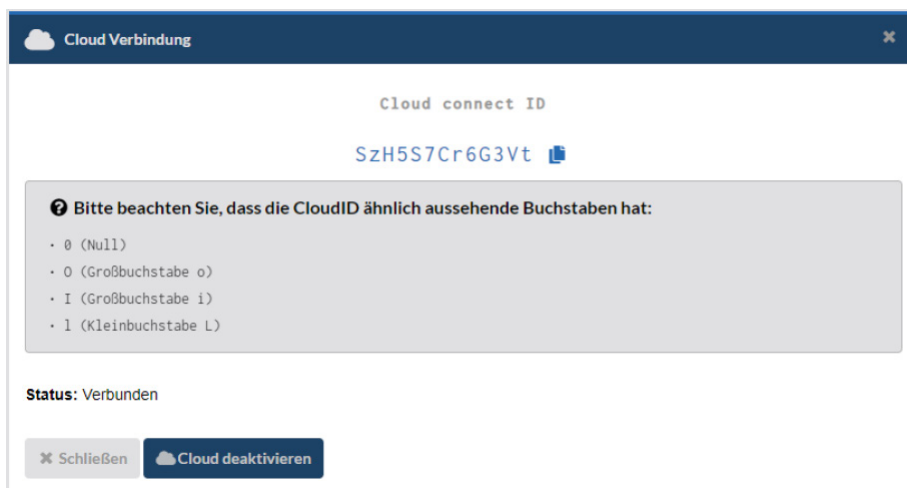 Cloud Verbindung
Cloud connect ID
SzH5S7Cr6G3Vt
Bitte beachten Sie, dass die CloudID ähnlich aussehende Buchstaben hat:
• 0 (Null)
• O (Großbuchstabe o)
• I (Großbuchstabe i)
• l (Kleinbuchstabe L)
Status: Verbunden
Schließen Cloud deaktivieren